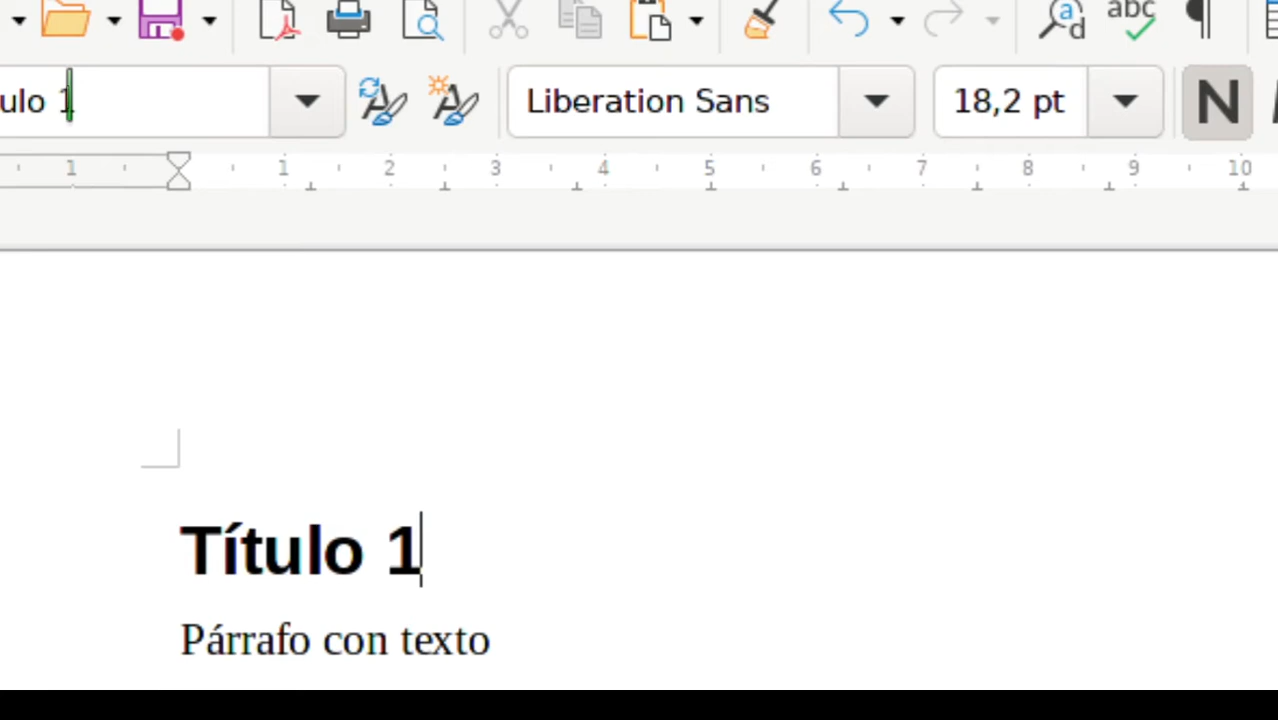 abc
ulo 1
Liberation Sans
18,2 pt
N
1 1 2 3 4 5 6 7 8 9 10
Título 1
Párrafo con texto